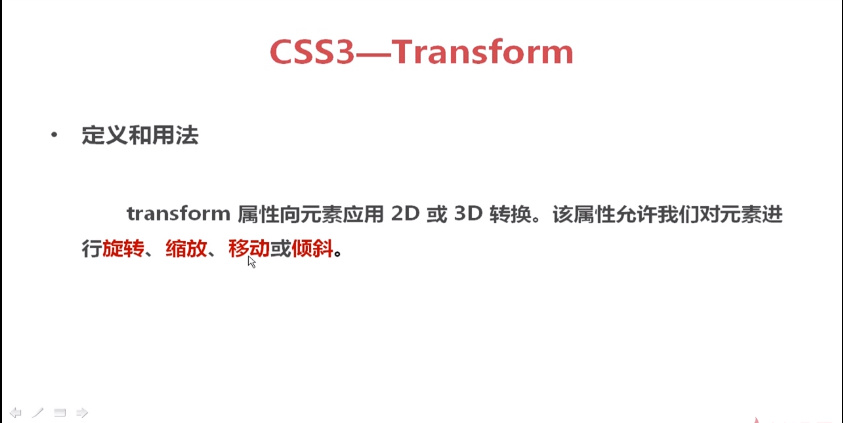 CSS3—Transform
• 定义和用法
transform 属性向元素应用 2D 或 3D 转换。该属性允许我们对元素进
行旋转、缩放、移动或倾斜。